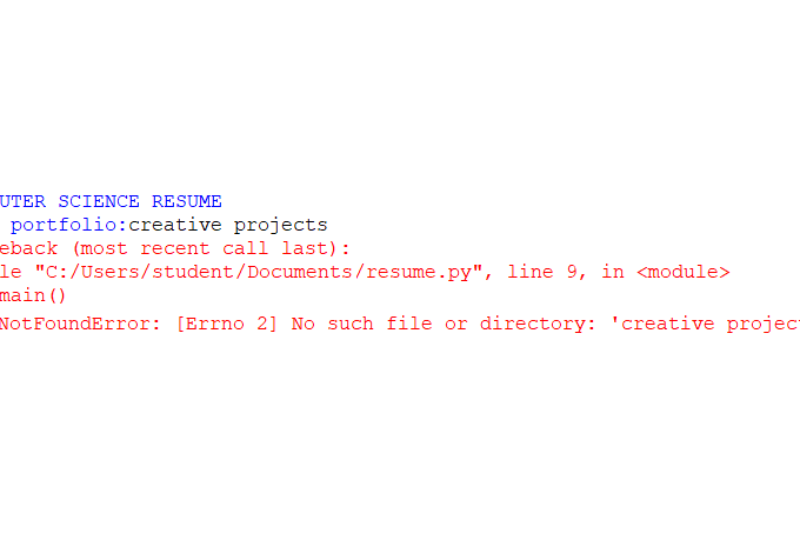 UTER SCIENCE RESUME
portfolio:creative projects
eback (most recent call last):
le "C:/Users/student/Documents/resume.py", line 9, in <module>
main()
NotFoundError: [Errno 2] No such file or directory: 'creative project